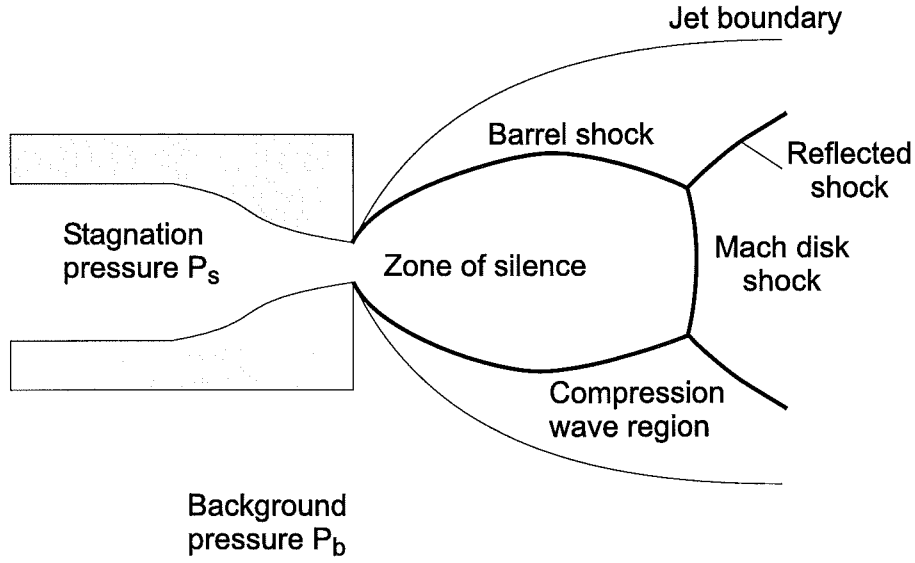 Jet boundary
Barrel shock
Reflected
shock
Stagnation
pressure Ps
Zone of silence
Mach disk
shock
Compression
wave region
Background
pressure Pb